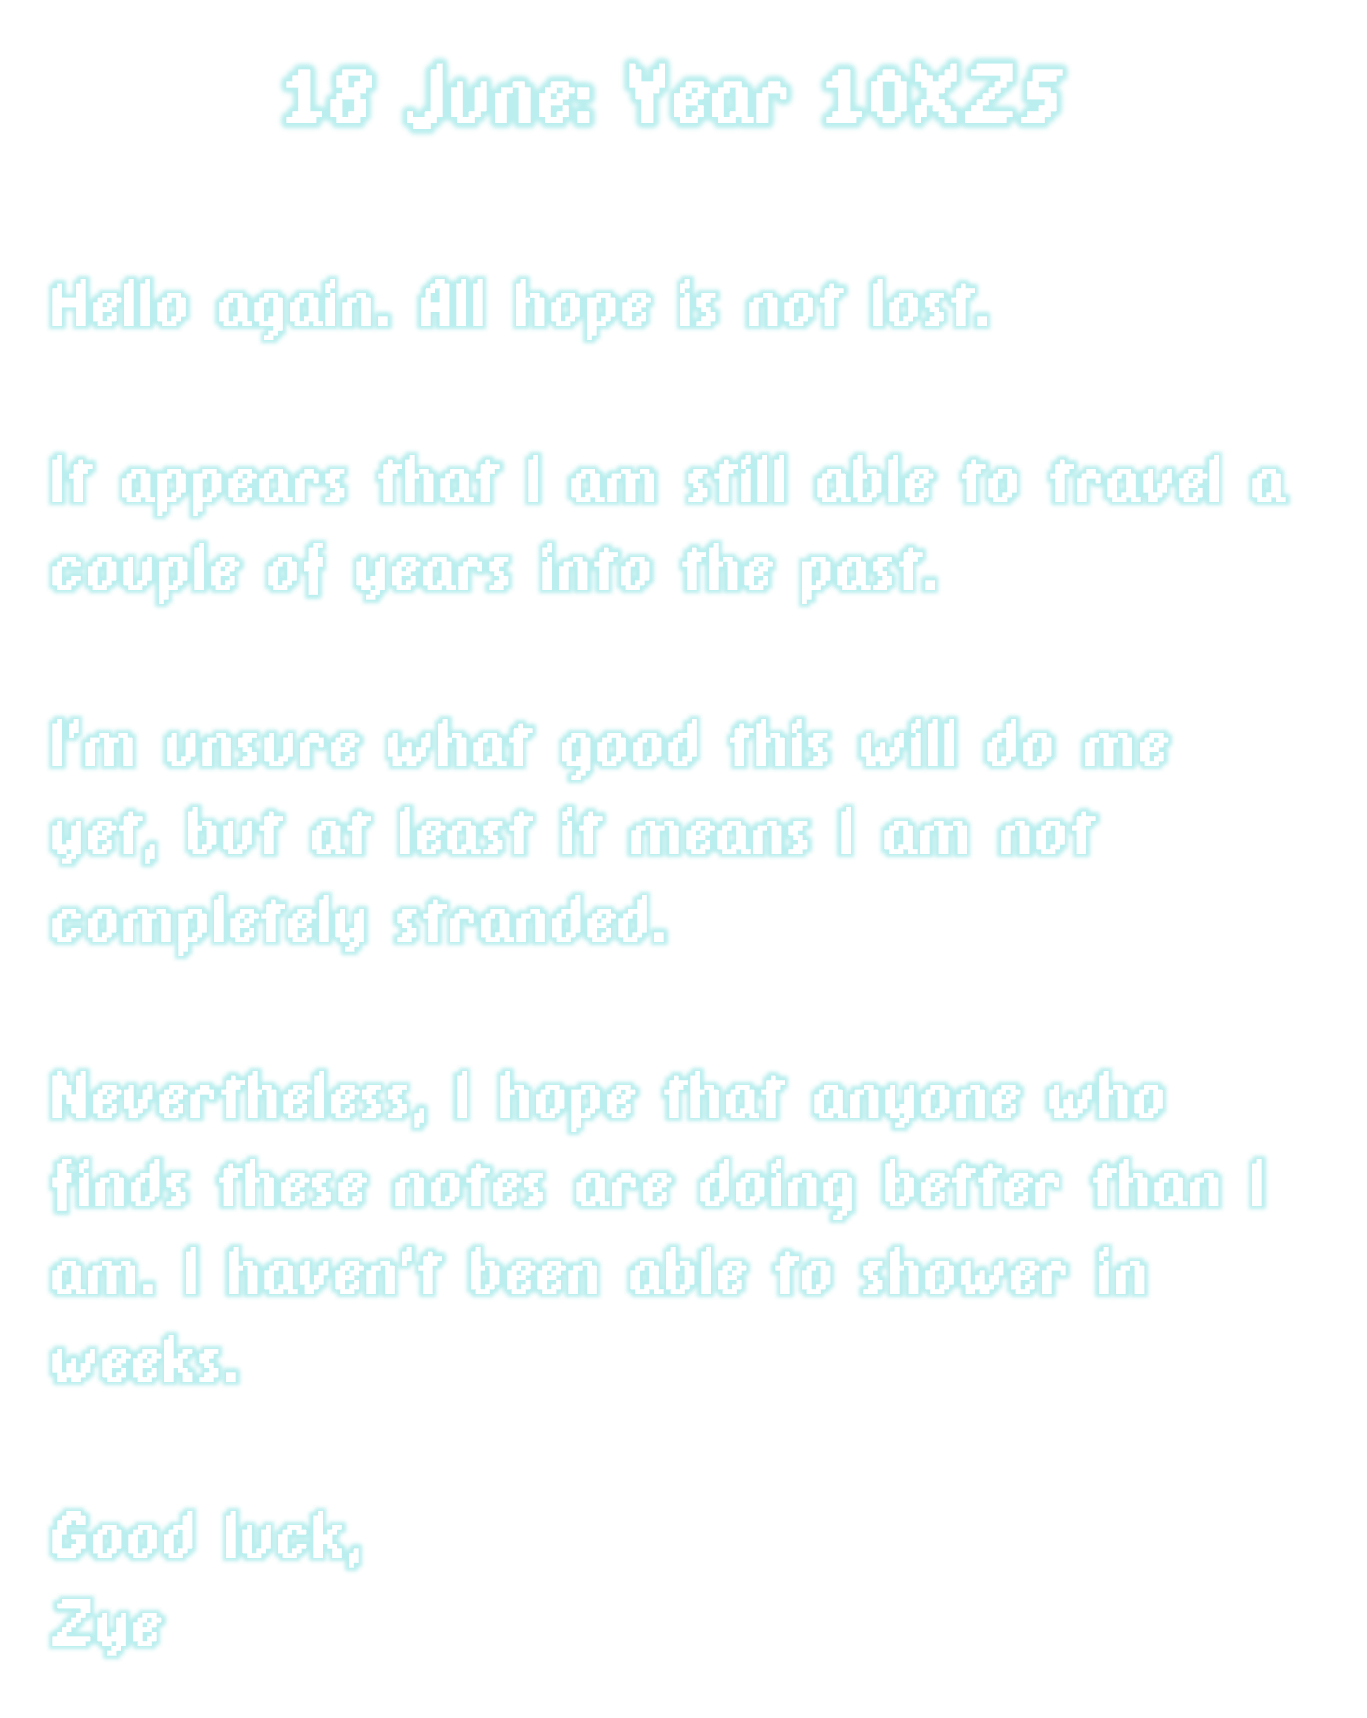 18 June: Year 10XZ5
Hello again. All hope is not lost.
It appears that I am still able to travel a
couple of years into the past.
I'm unsure what good this will do me
yet, but at least it means I am not
completely stranded.
Nevertheless, I hope that anyone who
finds these notes are doing better than I
am. I haven't been able to shower in
weeks.
Good luck,
Zye